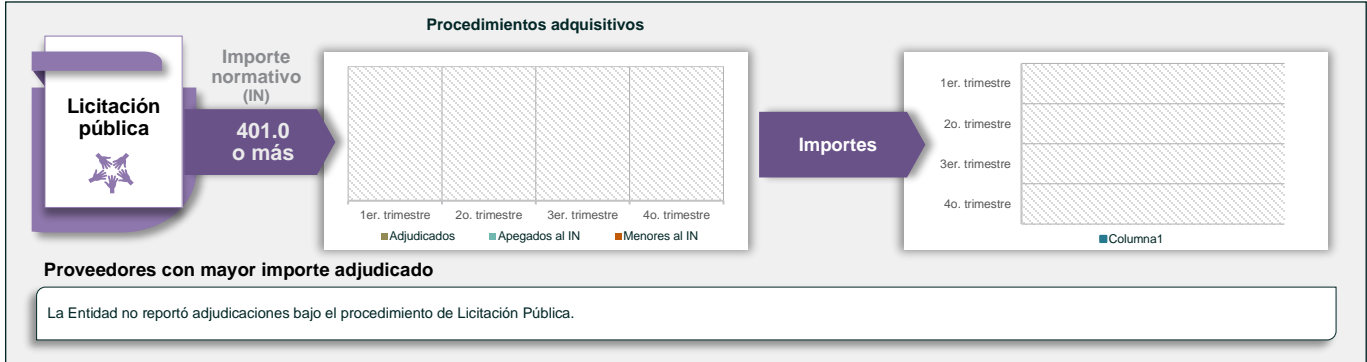 Procedimientos adquisitivos
Licitación
pública
Importe
normativo
(IN)
401.0
o más
1er. trimestre
2o. trimestre
3er. trimestre
4o. trimestre
Adjudicados
Apegados al IN
Menores al IN
Importes
1er. trimestre
2o. trimestre
3er. trimestre
4o. trimestre
Columna1
Proveedores con mayor importe adjudicado
La Entidad no reportó adjudicaciones bajo el procedimiento de Licitación Pública.